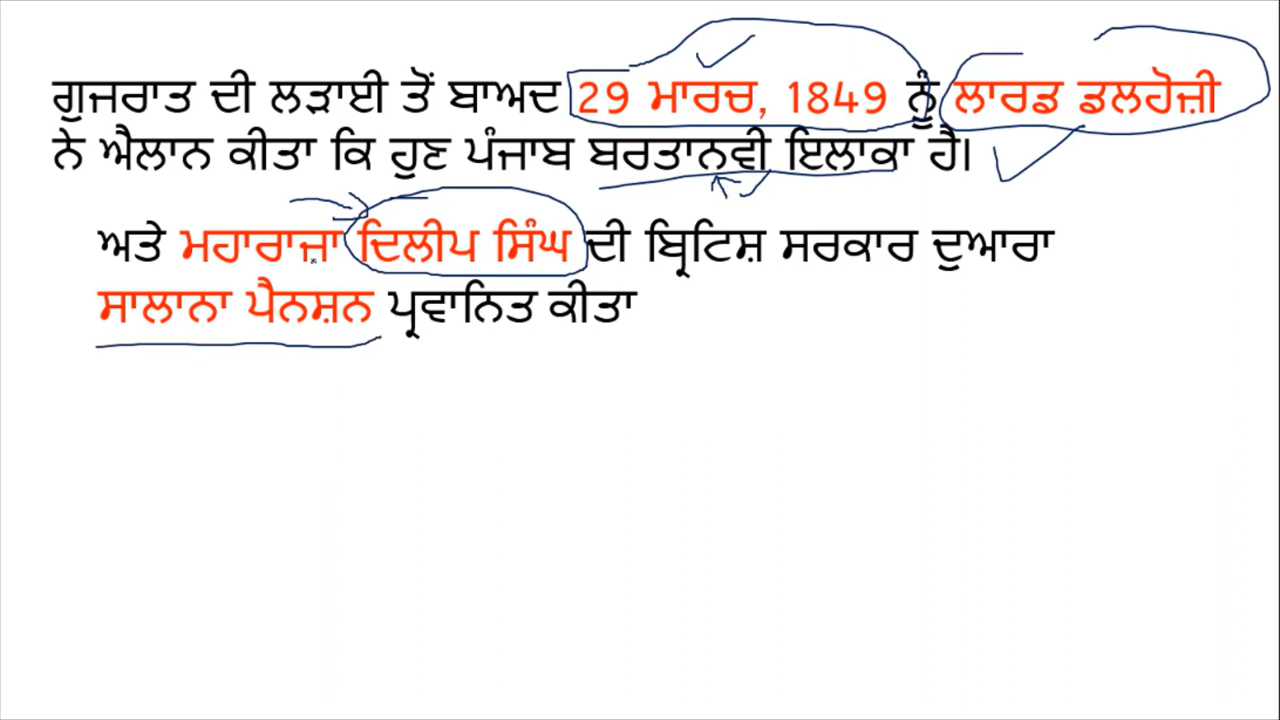 ਗੁਜਰਾਤ ਦੀ ਲੜਾਈ ਤੋਂ ਬਾਅਦ 29 ਮਾਰਚ, 1849 ਨੂੰ ਲਾਰਡ ਡਲਹੋਜ਼ੀ
ਨੇ ਐਲਾਨ ਕੀਤਾ ਕਿ ਹੁਣ ਪੰਜਾਬ ਬਰਤਾਨਵੀ ਇਲਾਕਾ ਹੈ।
ਅਤੇ ਮਹਾਰਾਜਾ ਦਿਲੀਪ ਸਿੰਘ ਦੀ ਬ੍ਰਿਟਿਸ਼ ਸਰਕਾਰ ਦੁਆਰਾ
ਸਾਲਾਨਾ ਪੈਨਸ਼ਨ ਪ੍ਰਵਾਨਿਤ ਕੀਤਾ